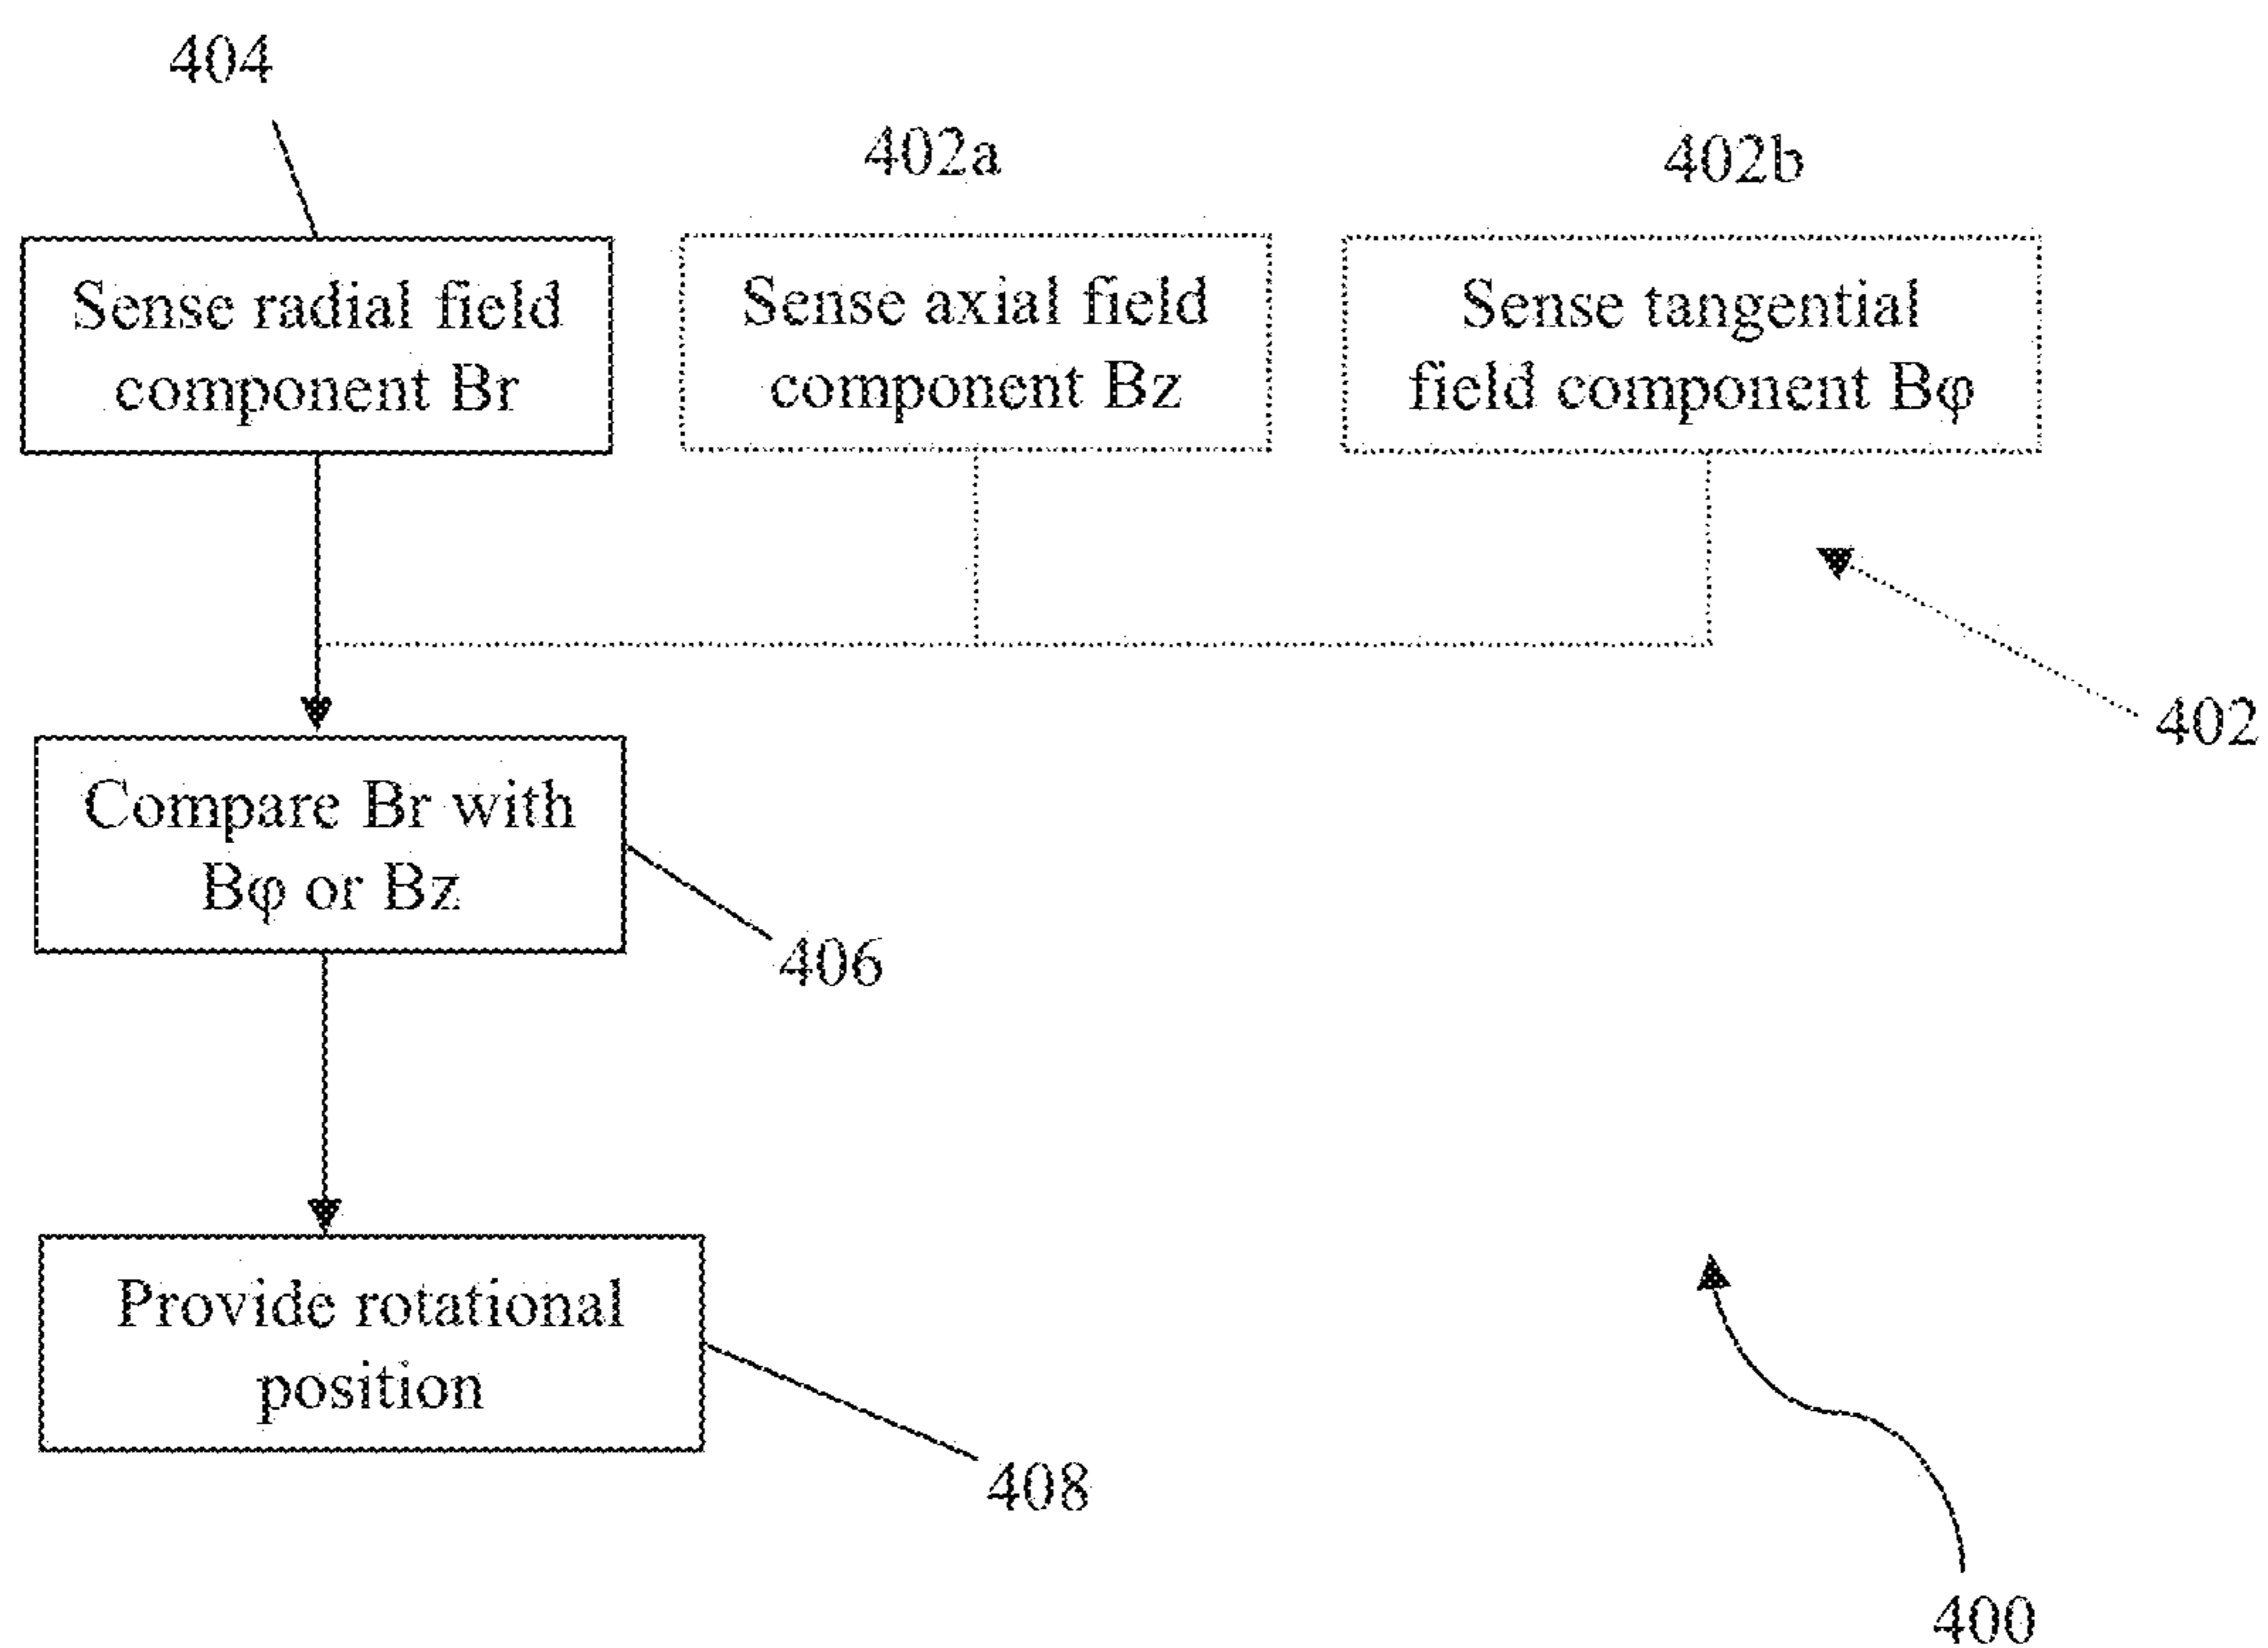 404
402a
402b
Sense radial field
component Br
Sense axial field
component Bz
Sense tangential
field component Bφ
402
Compare Br with
Bφ or Bz
406
Provide rotational
position
408
400